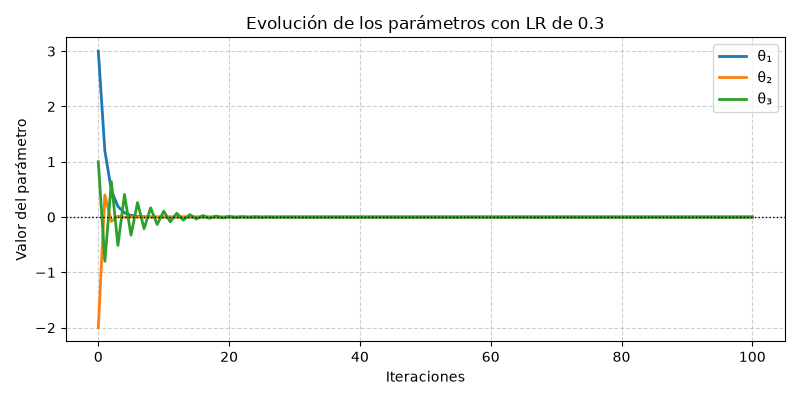 Evolución de los parámetros con LR de 0.3
θ₁
θ₂
θ₃
Valor del parámetro
3
2
1
0
−1
−2
0 20 40 60 80 100
Iteraciones